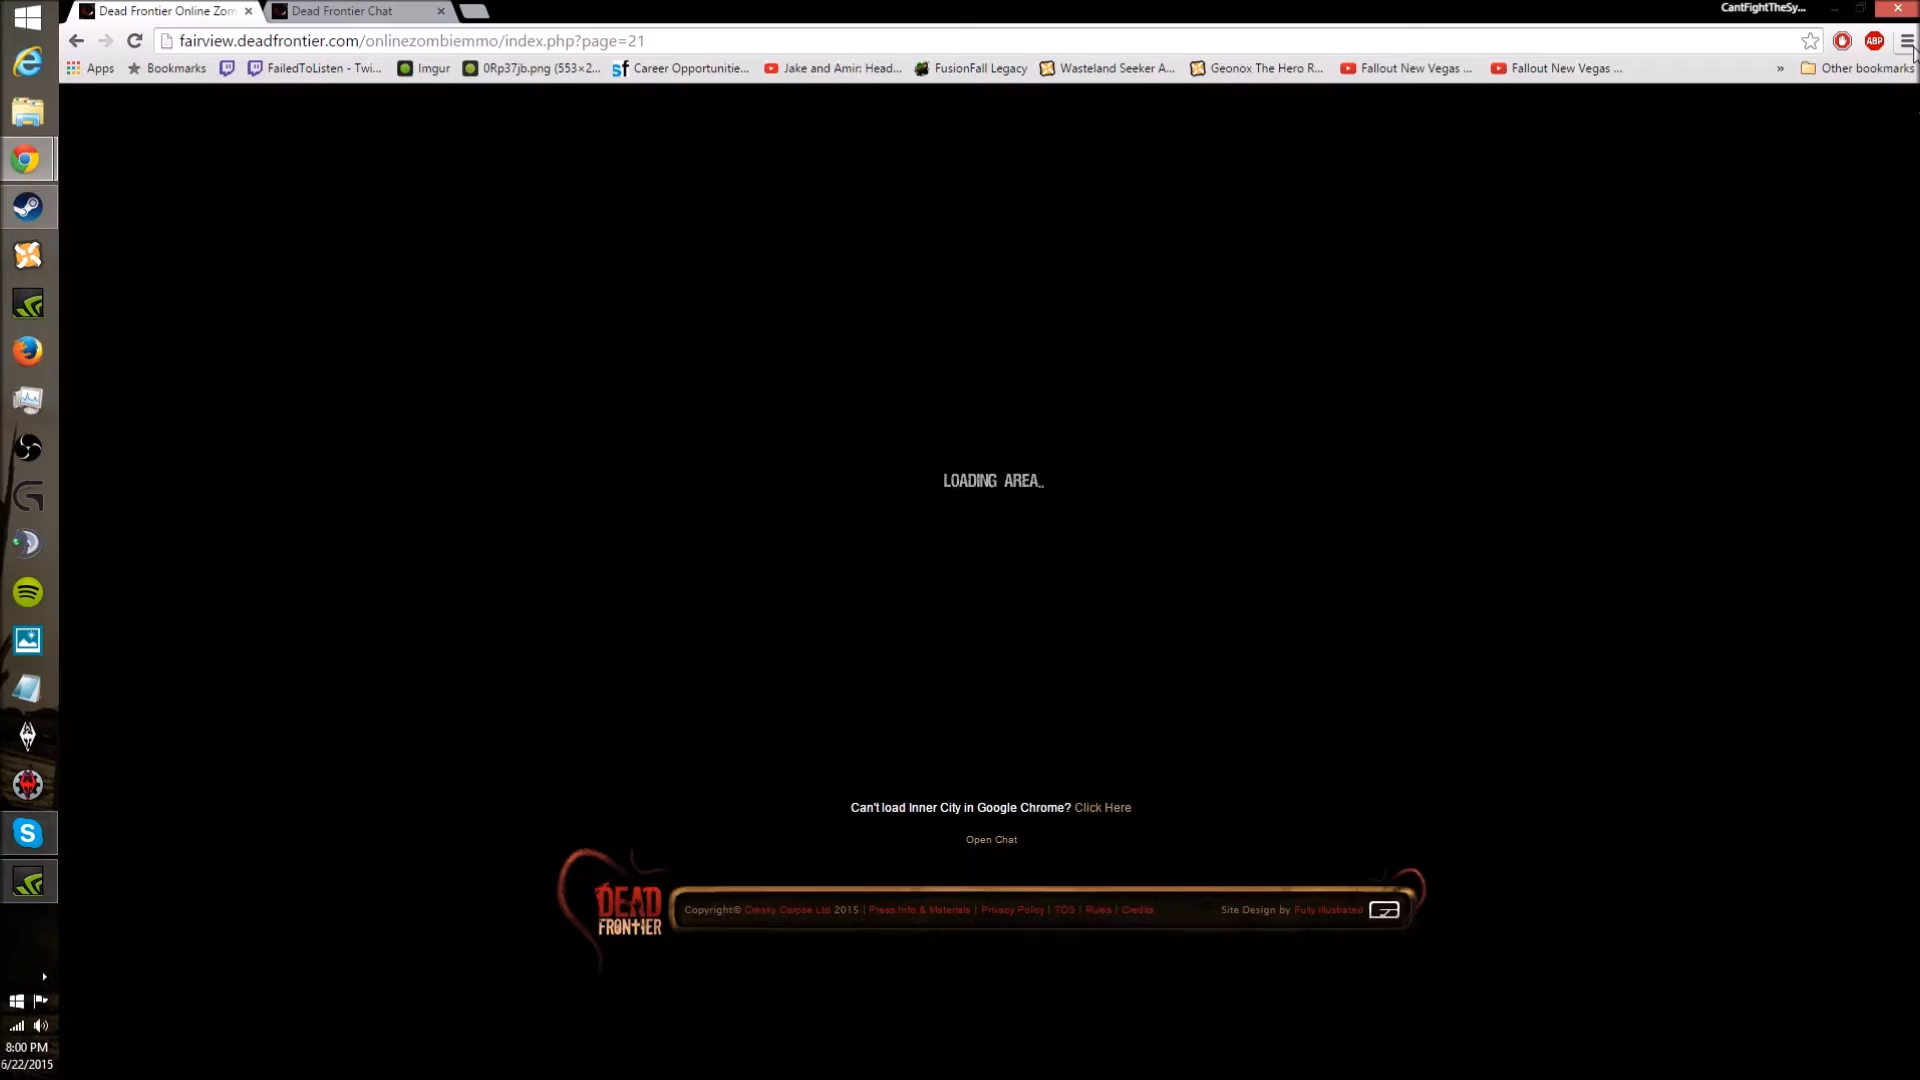 Dead Frontier Online Zom
Dead Frontier Chat
CantFightTheSy...
fairview.deadfrontier.com/onlinezombiemmo/index.php?page=21
ABP
Apps
Bookmarks
FailedToListen - Twi...
Imgur
0Rp37jb.png (553×2...
Career Opportunitie...
Jake and Amir: Head...
FusionFall Legacy
Wasteland Seeker A...
Geonox The Hero R...
Fallout New Vegas ...
Fallout New Vegas ...
»
Other bookmarks
LOADING AREA..
Can't load Inner City in Google Chrome? Click Here
Open Chat
DEAD
FRONTIER
Copyright© Creaky Corpse Ltd 2015 | Press Info & Materials | Privacy Policy | TOS | Rules | Credits
Site Design by Fully Illustrated
8:00 PM
6/22/2015